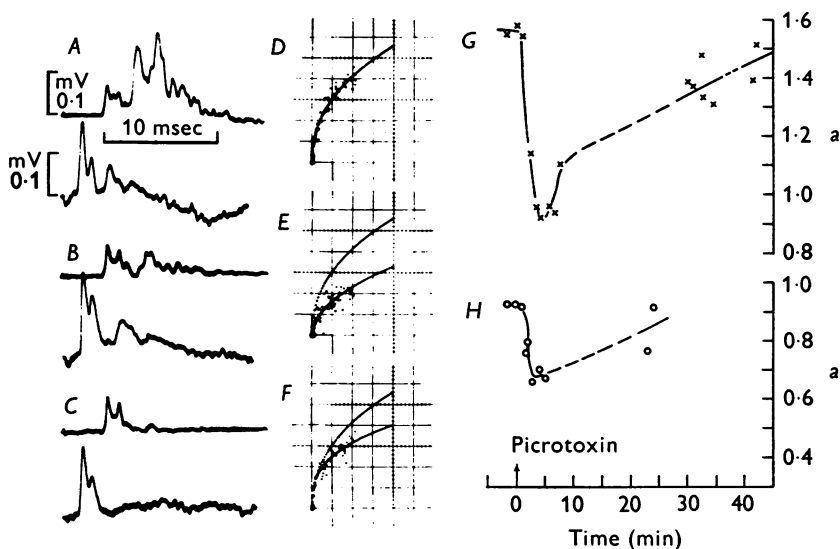 A
mV
0·1
10 msec
mV
0·1
B
C
D
E
F
G
1·6
1·4
1·2
a
1·0
0·8
H
1·0
0·8
a
0·6
0·4
Picrotoxin
0
10
20
30
40
Time (min)